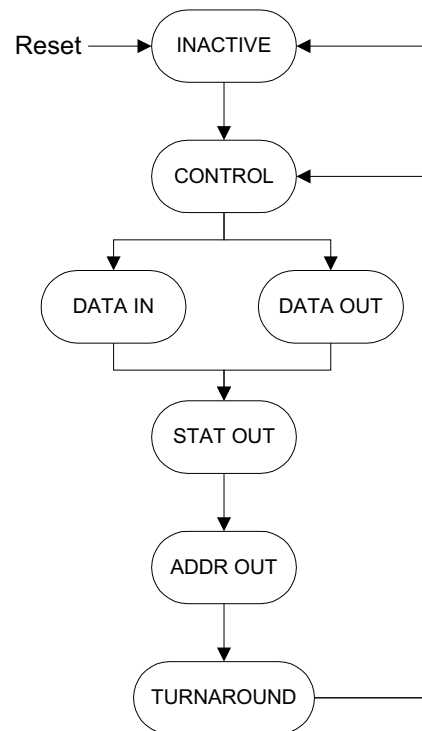 Reset
INACTIVE
CONTROL
DATA IN
DATA OUT
STAT OUT
ADDR OUT
TURNAROUND